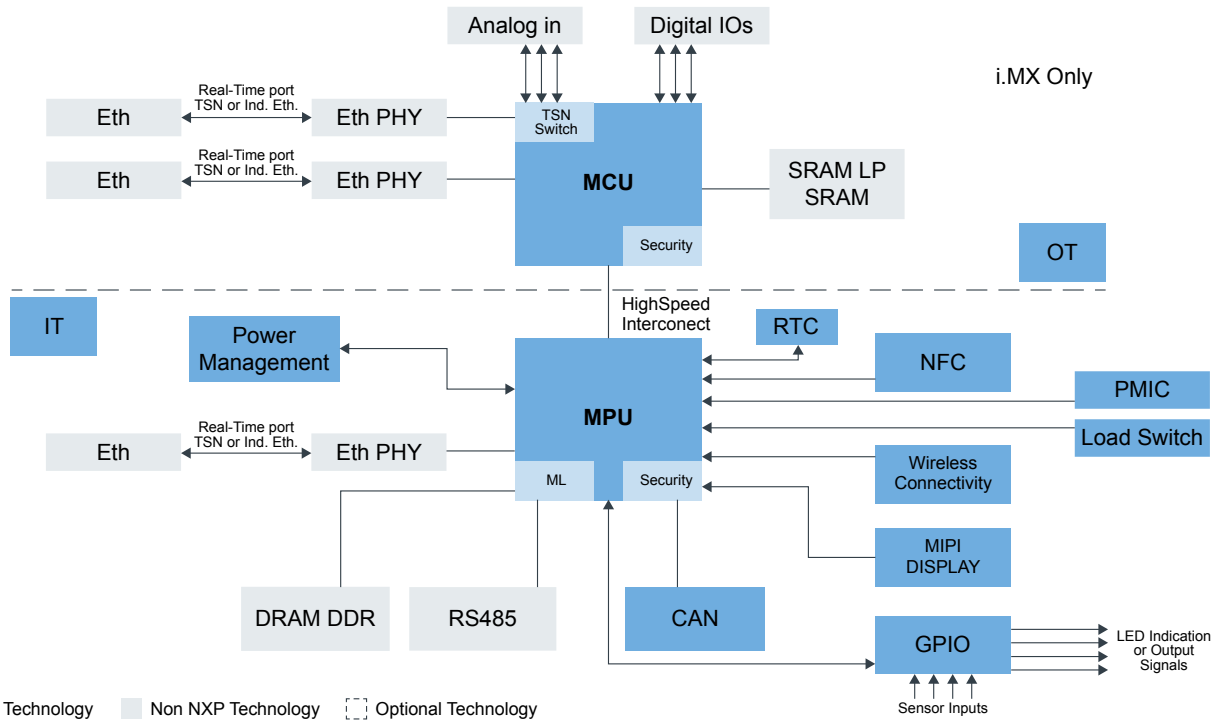 Analog in
Digital IOs
i.MX Only
Real-Time port
TSN or Ind. Eth.
Eth
Eth PHY
TSN
Switch
Real-Time port
TSN or Ind. Eth.
Eth
Eth PHY
MCU
SRAM LP
SRAM
Security
OT
IT
HighSpeed
Interconect
Power
Management
RTC
NFC
PMIC
MPU
Load Switch
Real-Time port
TSN or Ind. Eth.
Eth
Eth PHY
Wireless
Connectivity
ML
Security
MIPI
DISPLAY
DRAM DDR
RS485
CAN
GPIO
LED Indication
or Output
Signals
Sensor Inputs
Technology
Non NXP Technology
Optional Technology